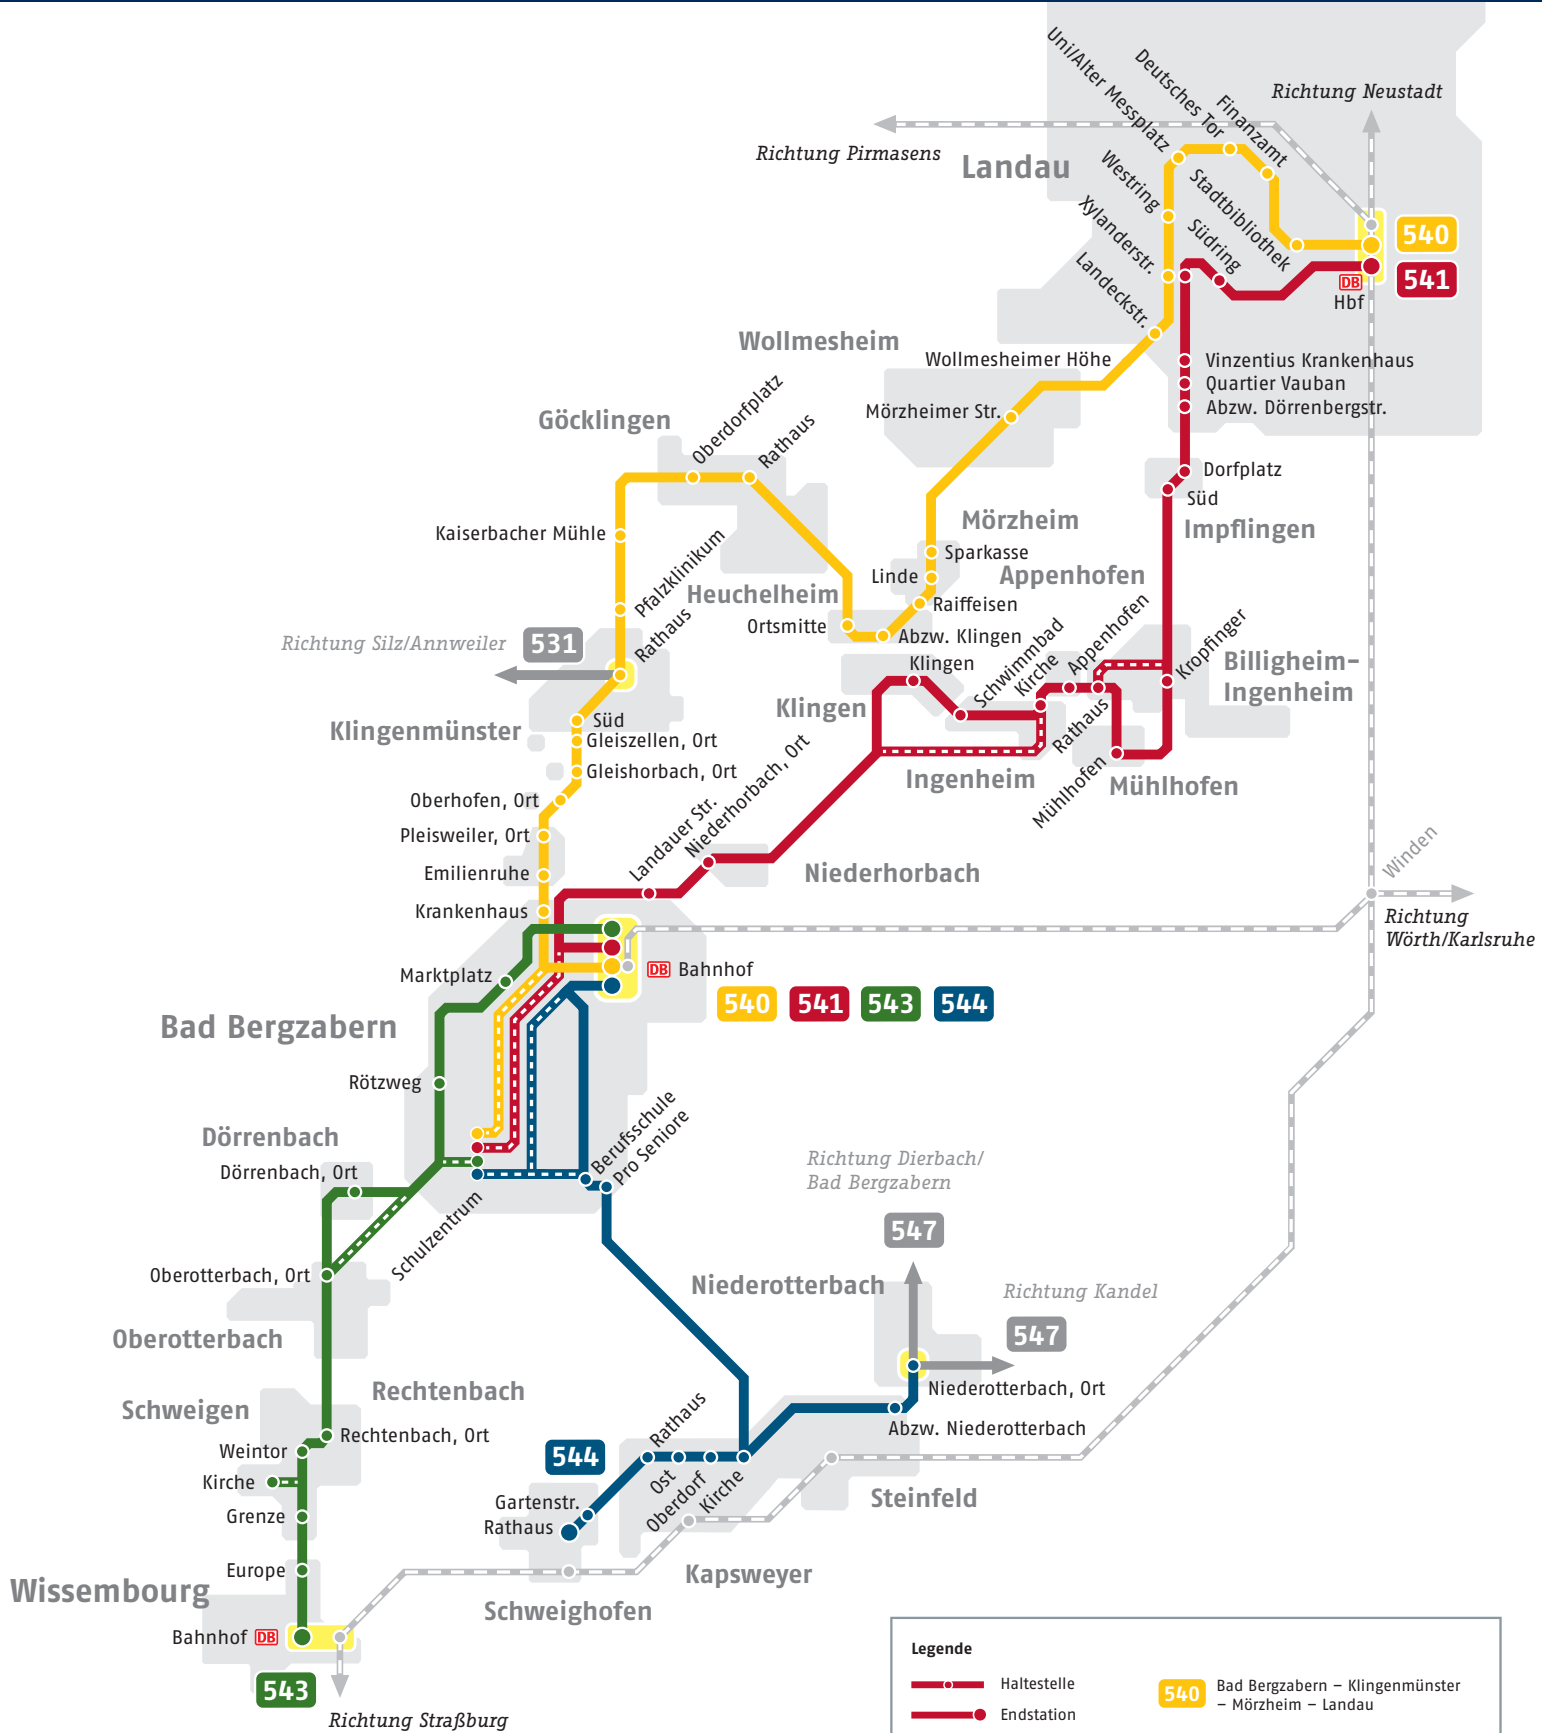 Richtung Neustadt
Richtung Pirmasens
Landau
Uni/Alter Messplatz
Deutsches Tor
Finanzamt
Westring
Stadtbibliothek
Xylanderstr.
Südring
Landeckstr.
540
541
DB
Hbf
Wollmesheim
Wollmesheimer Höhe
Vinzentius Krankenhaus
Quartier Vauban
Abzw. Dörrenbergstr.
Mörzheimer Str.
Göcklingen
Oberdorfplatz
Rathaus
Dorfplatz
Süd
Impflingen
Kaiserbacher Mühle
Mörzheim
Sparkasse
Linde
Appenhofen
Raiffeisen
Pfalzklinikum
Heuchelheim
Ortsmitte
Abzw. Klingen
Richtung Silz/Annweiler
531
Rathaus
Klingen
Schwimmbad
Kirche
Appenhofen
Kropfinger
Billigheim-
Ingenheim
Klingenmünster
Klingen
Rathaus
Süd
Gleiszellen, Ort
Gleishorbach, Ort
Ingenheim
Mühlhofen
Mühlhofen
Oberhofen, Ort
Pleisweiler, Ort
Emilienruhe
Krankenhaus
Landauer Str.
Niederhorbach, Ort
Niederhorbach
Winden
Richtung
Wörth/Karlsruhe
Marktplatz
DB
Bahnhof
540
541
543
544
Bad Bergzabern
Rötzweg
Dörrenbach
Dörrenbach, Ort
Schulzentrum
Berufsschule
Pro Seniore
Richtung Dierbach/
Bad Bergzabern
547
Oberotterbach, Ort
Oberotterbach
Niederotterbach
Richtung Kandel
547
Niederotterbach, Ort
Abzw. Niederotterbach
Rechtenbach
Schweigen
Rechtenbach, Ort
Weintor
Kirche
Grenze
544
Rathaus
Ost
Oberdorf
Kirche
Gartenstr.
Rathaus
Steinfeld
Europe
Wissembourg
Kapsweyer
Schweighofen
Bahnhof
DB
543
Richtung Straßburg
Legende
Haltestelle
Endstation
540
Bad Bergzabern – Klingenmünster
– Mörzheim – Landau